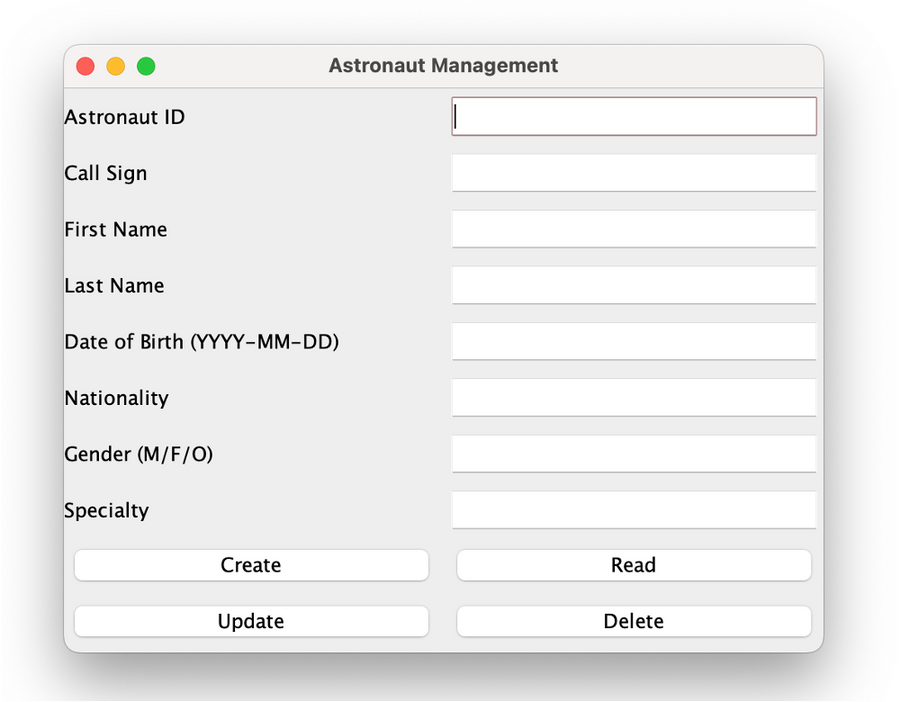 Astronaut Management
Astronaut ID
Call Sign
First Name
Last Name
Date of Birth (YYYY-MM-DD)
Nationality
Gender (M/F/O)
Specialty
Create Read
Update Delete